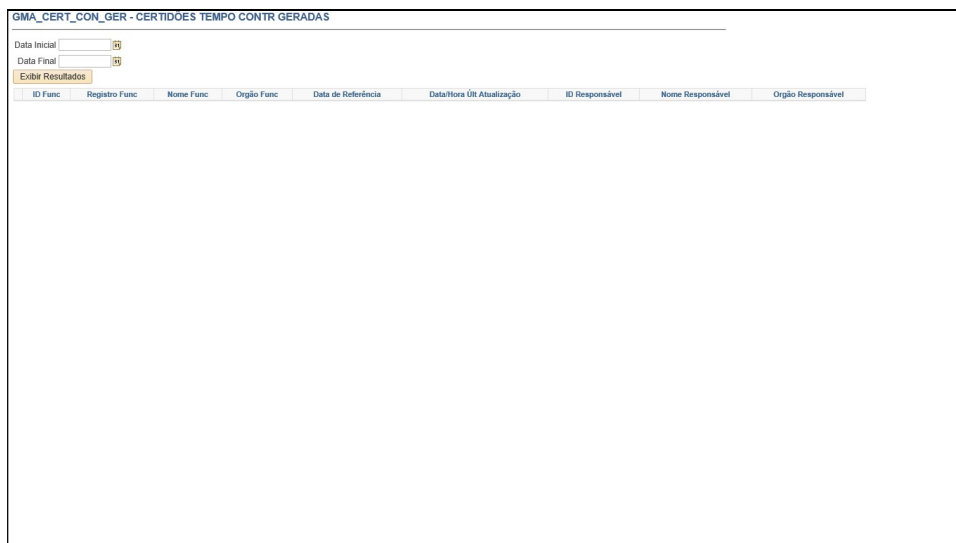 GMA_CERT_CON_GER - CERTIDÕES TEMPO CONTR GERADAS
Data Inicial
Data Final
Exibir Resultados
ID Func Registro Func Nome Func Orgão Func Data de Referência Data/Hora Últ Atualização ID Responsável Nome Responsável Orgão Responsável